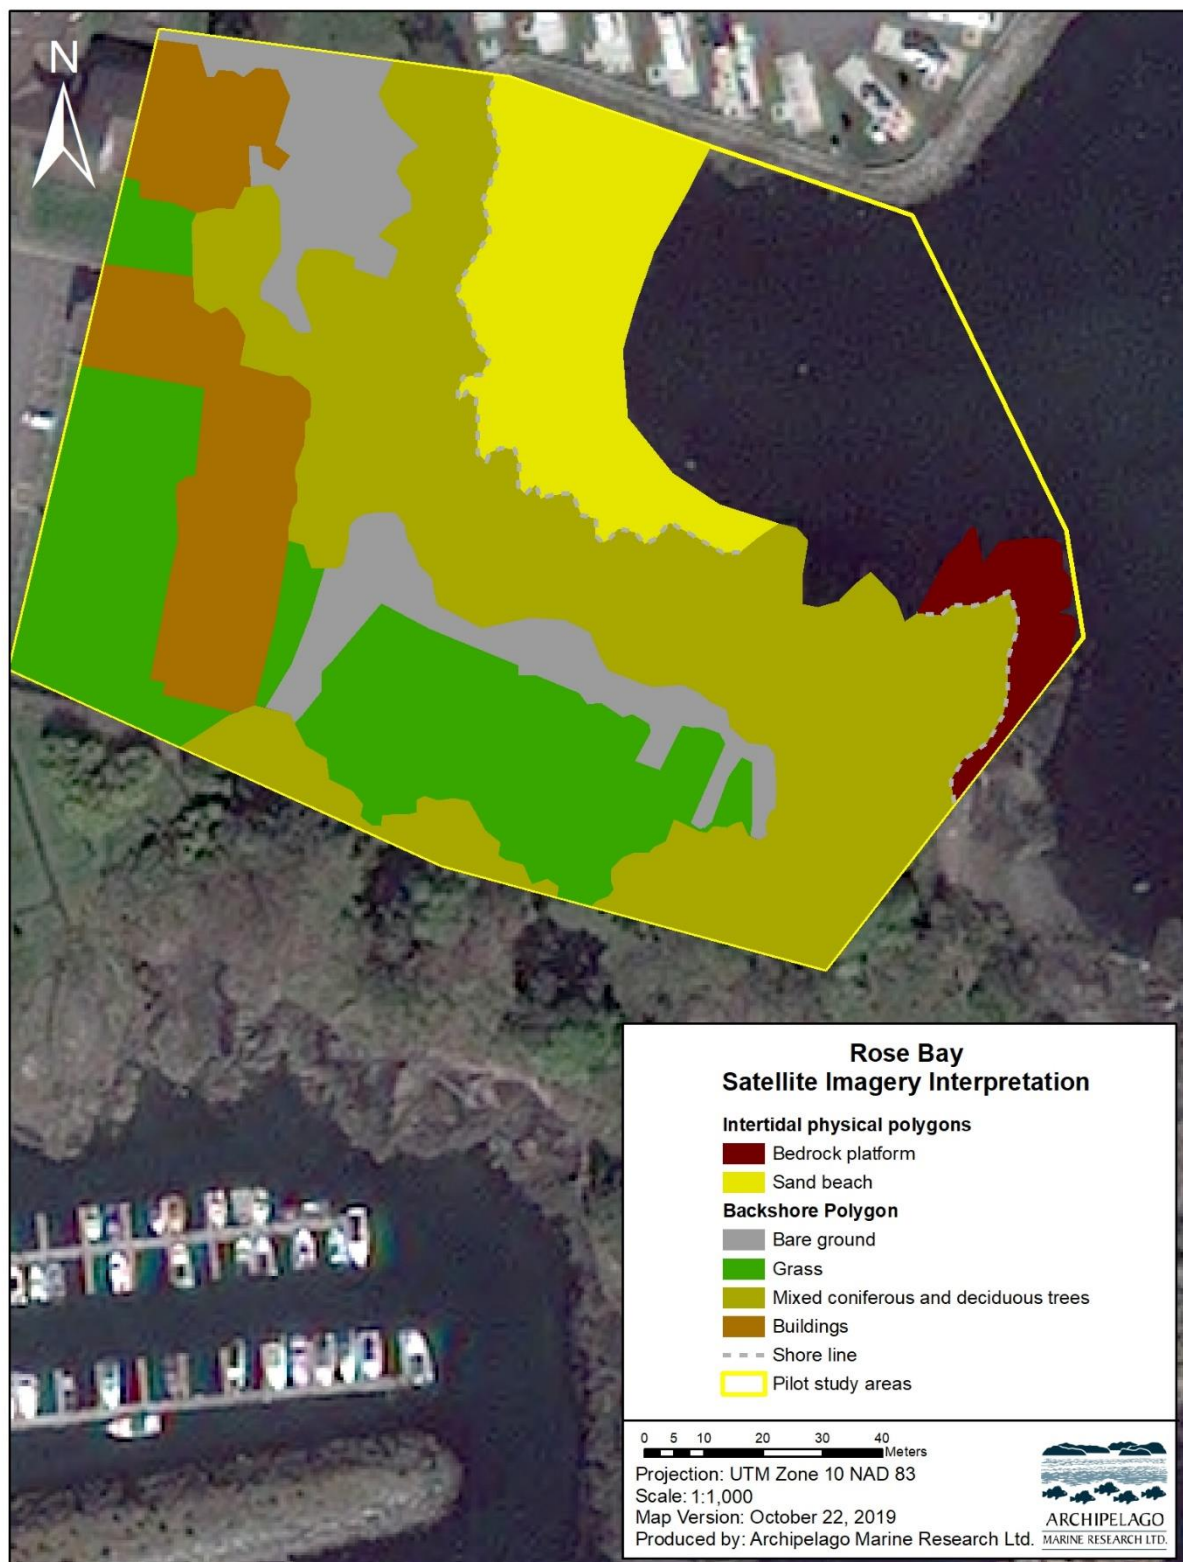 N
Rose Bay
Satellite Imagery Interpretation
Intertidal physical polygons
Bedrock platform
Sand beach
Backshore Polygon
Bare ground
Grass
Mixed coniferous and deciduous trees
Buildings
Shore line
Pilot study areas
0 5 10 20 30 40
Meters
Projection: UTM Zone 10 NAD 83
Scale: 1:1,000
Map Version: October 22, 2019
Produced by: Archipelago Marine Research Ltd.
ARCHIPELAGO
MARINE RESEARCH LTD.